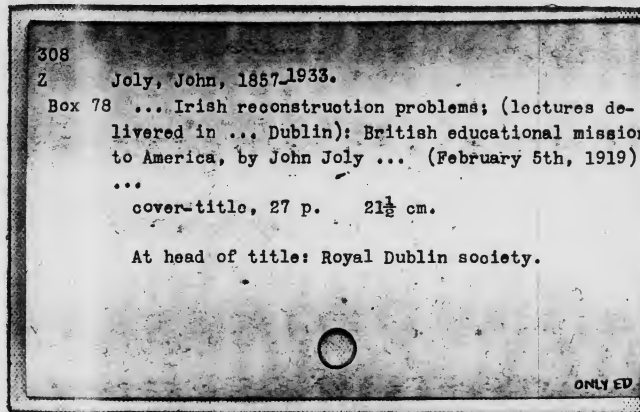 308
Z Joly, John, 1857-1933.
Box 78 ... Irish reconstruction problems; (lectures de-
livered in ... Dublin): British educational mission
to America, by John Joly ... (February 5th, 1919)
...
cover-title, 27 p. 21½ cm.
At head of title: Royal Dublin society.
ONLY ED